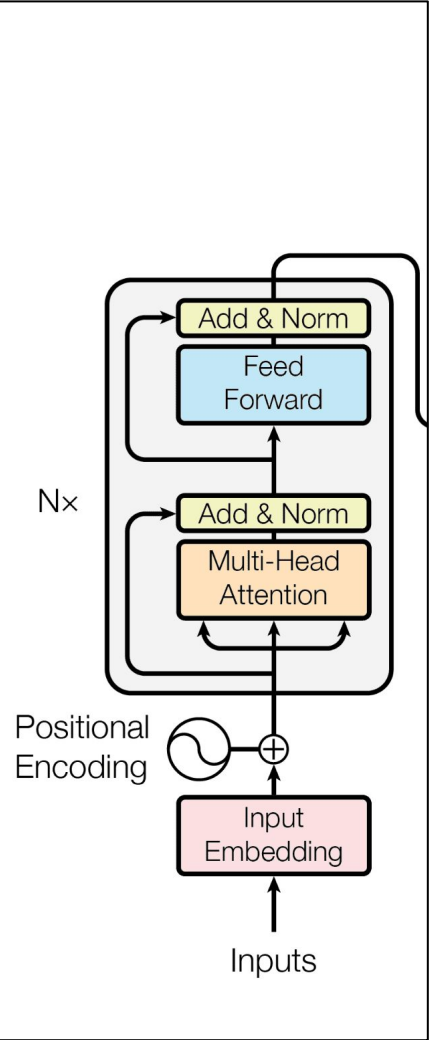 Add & Norm
Feed
Forward
N×
Add & Norm
Multi-Head
Attention
Positional
Encoding
Input
Embedding
Inputs